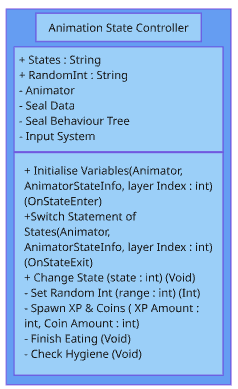 Animation State Controller
+ States : String
+ RandomInt : String
- Animator
- Seal Data
- Seal Behaviour Tree
- Input System
+ Initialise Variables(Animator,
AnimatorStateInfo, layer Index : int)
(OnStateEnter)
+Switch Statement of
States(Animator,
AnimatorStateInfo, layer Index : int)
(OnStateExit)
+ Change State (state : int) (Void)
- Set Random Int (range : int) (Int)
- Spawn XP & Coins ( XP Amount :
int, Coin Amount : int)
- Finish Eating (Void)
- Check Hygiene (Void)